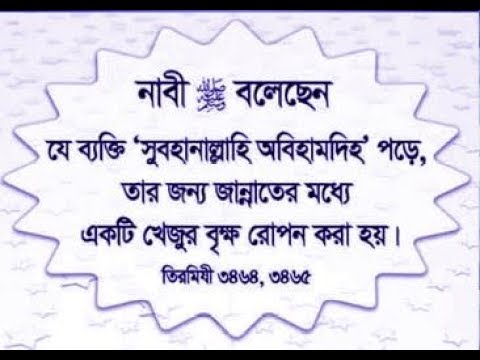 নাবী ﷺ বলেছেন
যে ব্যক্তি ‘সুবহানাল্লাহি অবিহামদিহ’ পড়ে,
তার জন্য জান্নাতের মধ্যে
একটি খেজুর বৃক্ষ রোপন করা হয়।
তিরমিযী ৩৪৬৪, ৩৪৬৫